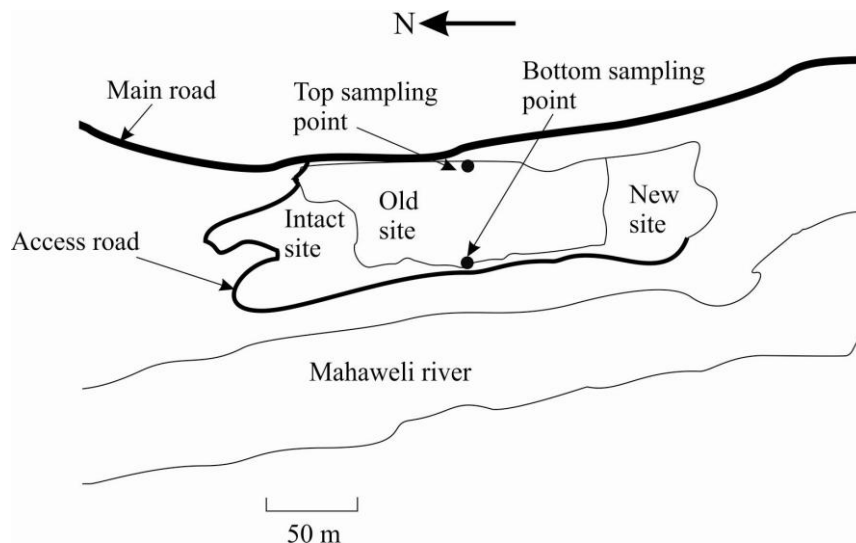 N
Main road
Top sampling
point
Bottom sampling
point
Old
site
New
site
Intact
site
Access road
Mahaweli river
50 m